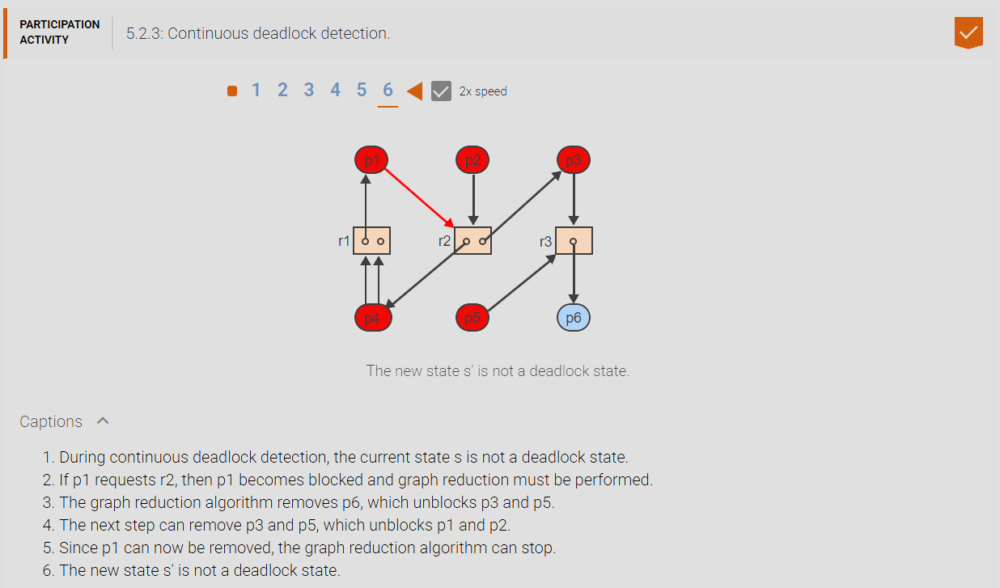 PARTICIPATION
ACTIVITY
5.2.3: Continuous deadlock detection.
1 2 3 4 5 6 2x speed
p1 p2 p3
r1 r2 r3
p4 p5 p6
The new state s' is not a deadlock state.
Captions
1. During continuous deadlock detection, the current state s is not a deadlock state.
2. If p1 requests r2, then p1 becomes blocked and graph reduction must be performed.
3. The graph reduction algorithm removes p6, which unblocks p3 and p5.
4. The next step can remove p3 and p5, which unblocks p1 and p2.
5. Since p1 can now be removed, the graph reduction algorithm can stop.
6. The new state s' is not a deadlock state.